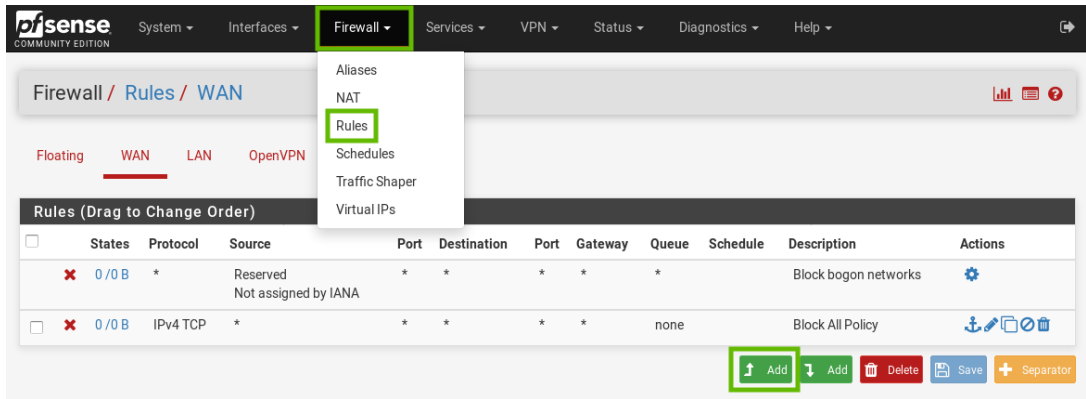 pfsense
COMMUNITY EDITION
System Interfaces Firewall Services VPN Status Diagnostics Help
Aliases
NAT
Rules
Schedules
Traffic Shaper
Virtual IPs
Firewall / Rules / WAN
Floating WAN LAN OpenVPN
Rules (Drag to Change Order)
States Protocol Source Port Destination Port Gateway Queue Schedule Description Actions
0 /0 B * Reserved * * * * * Block bogon networks
Not assigned by IANA
0 /0 B IPv4 TCP * * * * * none Block All Policy
Add Add Delete Save Separator